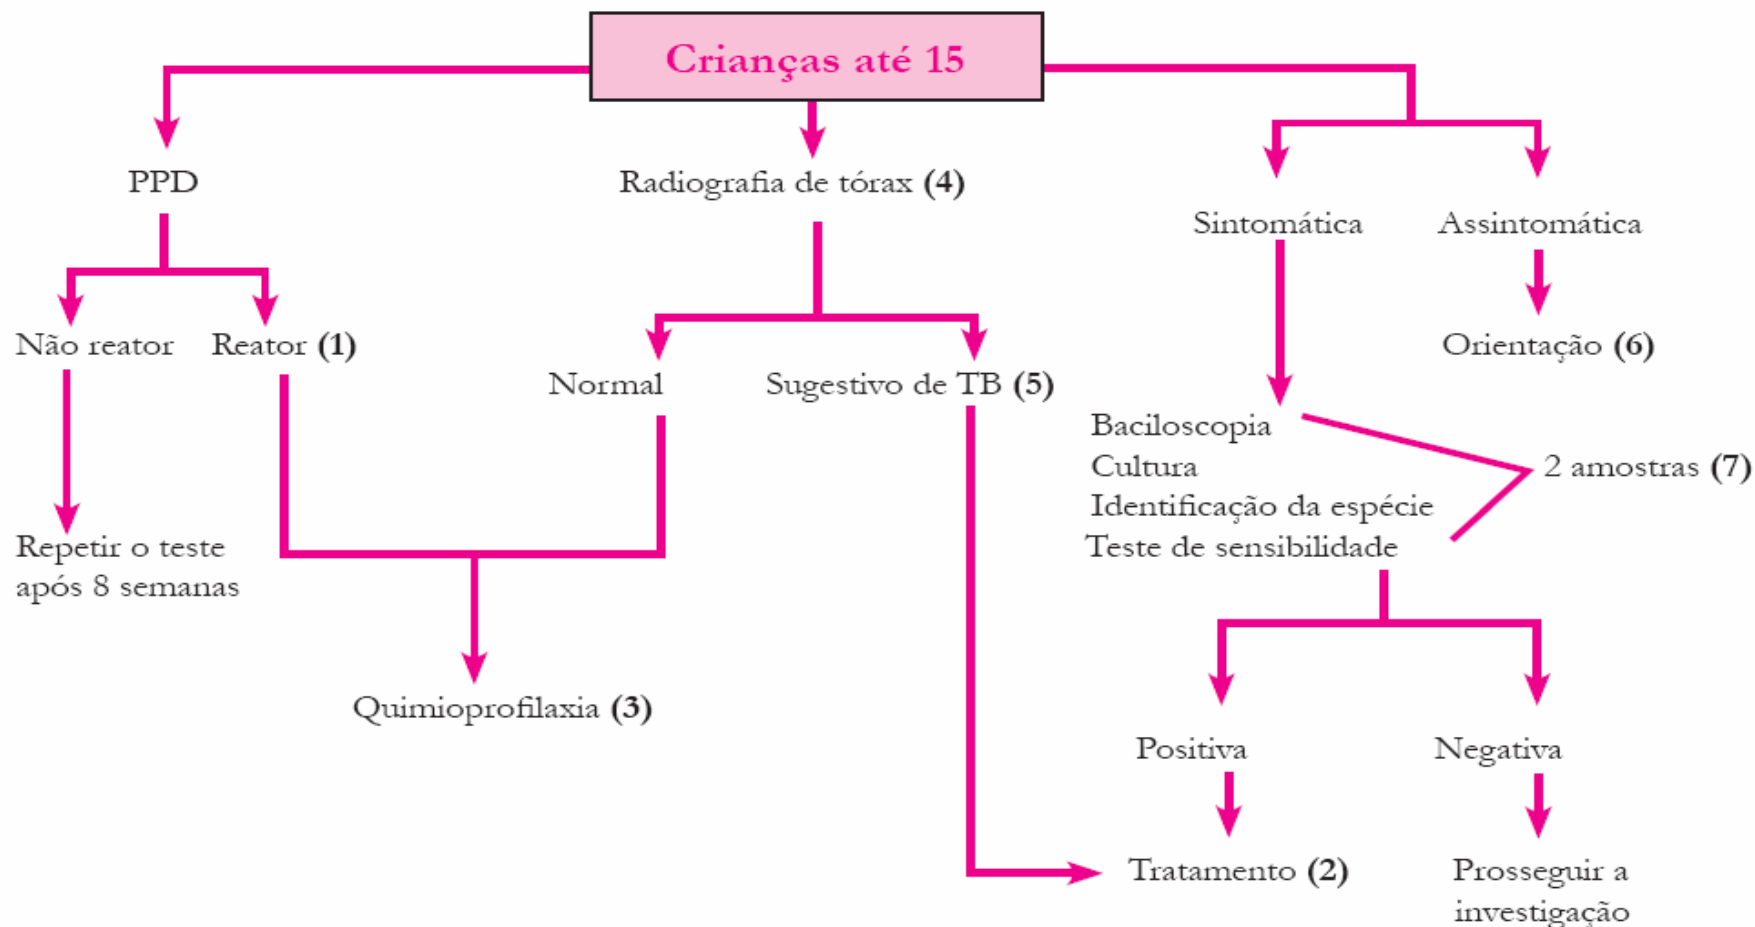 Crianças até 15
PPD
Radiografia de tórax (4)
Sintomática
Assintomática
Não reator
Reator (1)
Orientação (6)
Normal
Sugestivo de TB (5)
Baciloscopia
Cultura
2 amostras (7)
Identificação da espécie
Teste de sensibilidade
Repetir o teste
após 8 semanas
Quimioprofilaxia (3)
Positiva
Negativa
Tratamento (2)
Prosseguir a
investigação